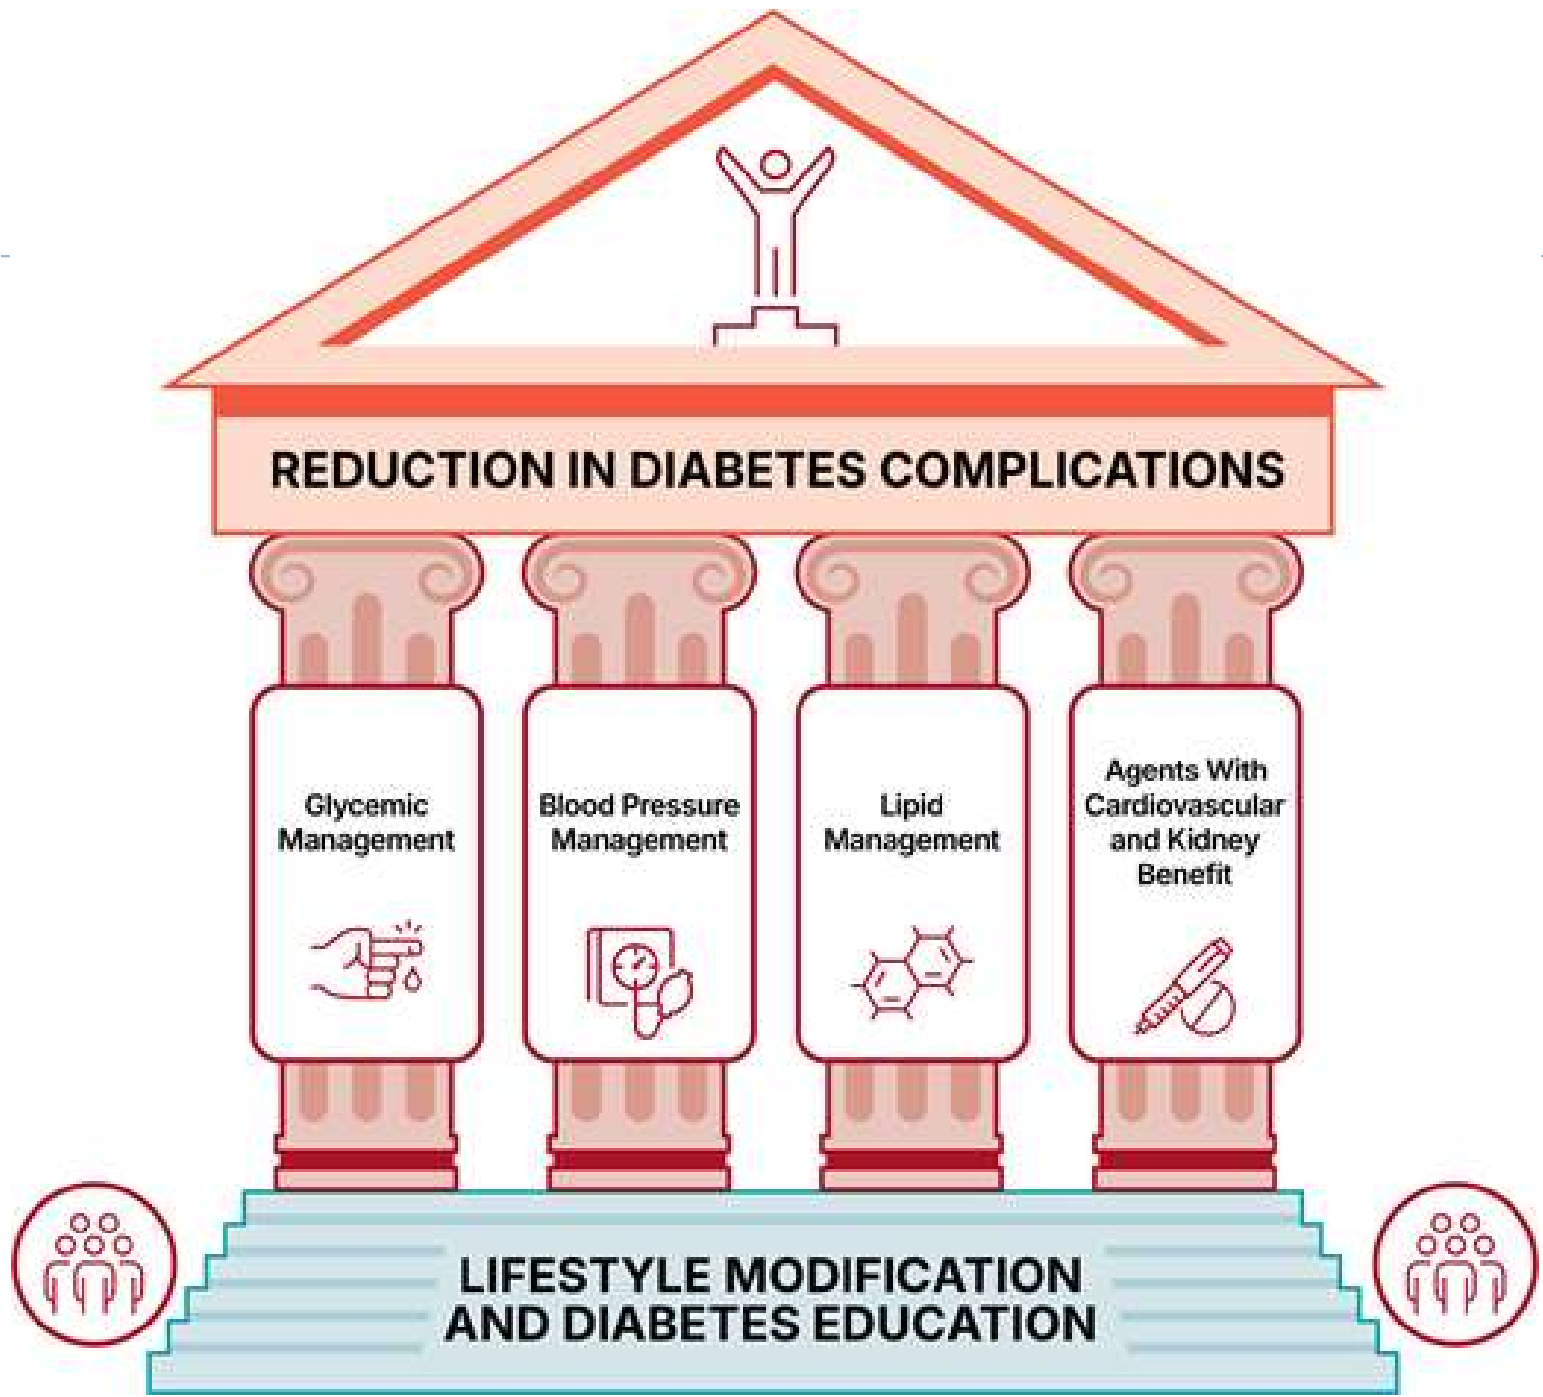 REDUCTION IN DIABETES COMPLICATIONS
Glycemic
Management
Blood Pressure
Management
Lipid
Management
Agents With
Cardiovascular
and Kidney
Benefit
LIFESTYLE MODIFICATION
AND DIABETES EDUCATION